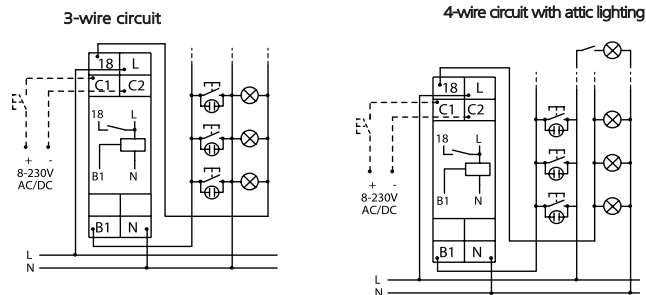 3-wire circuit
18 L
C1 C2
18 L
B1 N
+ -
8-230V
AC/DC
B1 N
L
N
4-wire circuit with attic lighting
18 L
C1 C2
18 L
B1 N
+ -
8-230V
AC/DC
B1 N
L
N